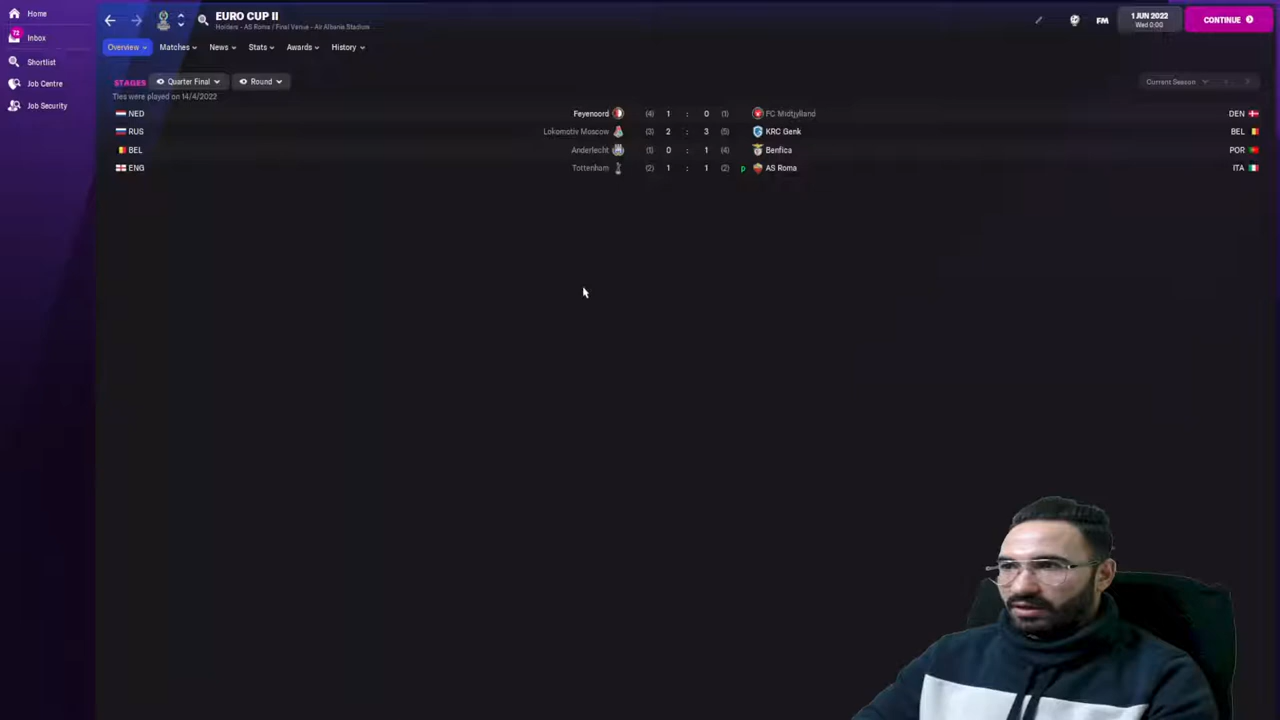 Home
Inbox
72
Shortlist
Job Centre
Job Security
EURO CUP II
Holders - AS Roma / Final Venue - Air Albania Stadium
FM
1 JUN 2022
Wed 0:00
CONTINUE
Overview
Matches
News
Stats
Awards
History
STAGES
Quarter Final
Round
Current Season
Ties were played on 14/4/2022
NED Feyenoord (4) 1 : 0 (1) FC Midtjylland DEN
RUS Lokomotiv Moscow (3) 2 : 3 (5) KRC Genk BEL
BEL Anderlecht (1) 0 : 1 (4) Benfica POR
ENG Tottenham (2) 1 : 1 (2) p AS Roma ITA